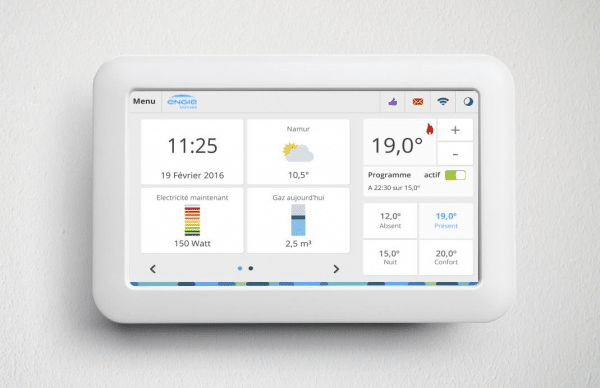 Menu
ENGIE
11:25
19 Février 2016
Namur
10,5°
Electricité maintenant
150 Watt
Gaz aujourd'hui
2,5 m³
19,0°
+
-
Programme actif
A 22:30 sur 15,0°
12,0°
Absent
19,0°
Présent
15,0°
Nuit
20,0°
Confort